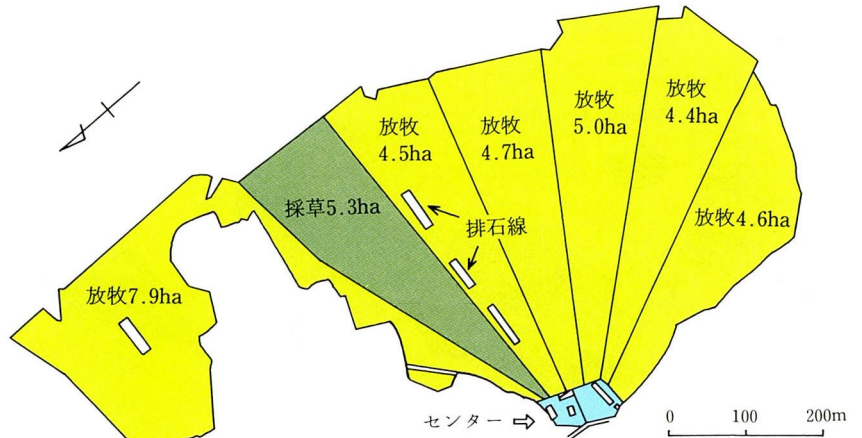 放牧
4.5ha
放牧
4.7ha
放牧
5.0ha
放牧
4.4ha
放牧4.6ha
採草5.3ha
排石線
放牧7.9ha
センター
0 100 200m